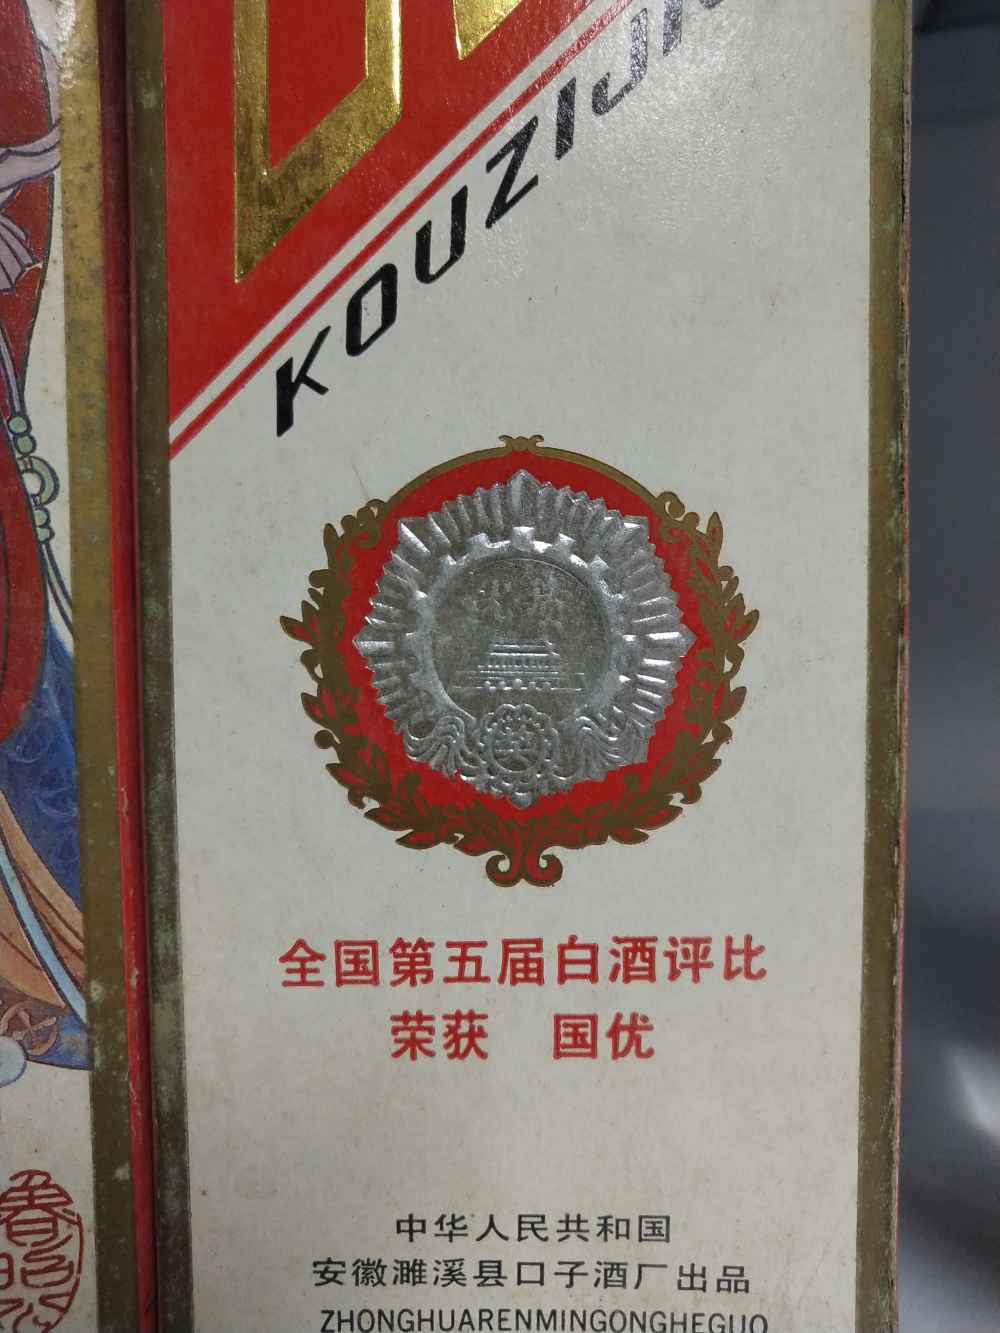 KOUZIJI
全国第五届白酒评比
荣获 国优
中华人民共和国
安徽濉溪县口子酒厂出品
ZHONGHUARENMINGONGHEGUO